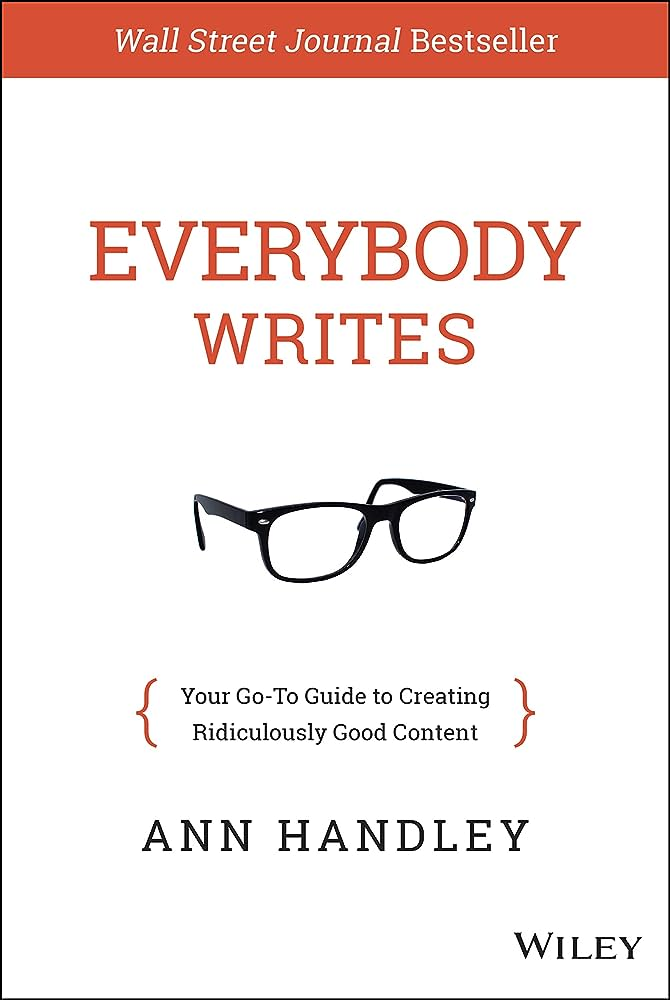 Wall Street Journal Bestseller
EVERYBODY
WRITES
{ Your Go-To Guide to Creating
Ridiculously Good Content }
ANN HANDLEY
WILEY